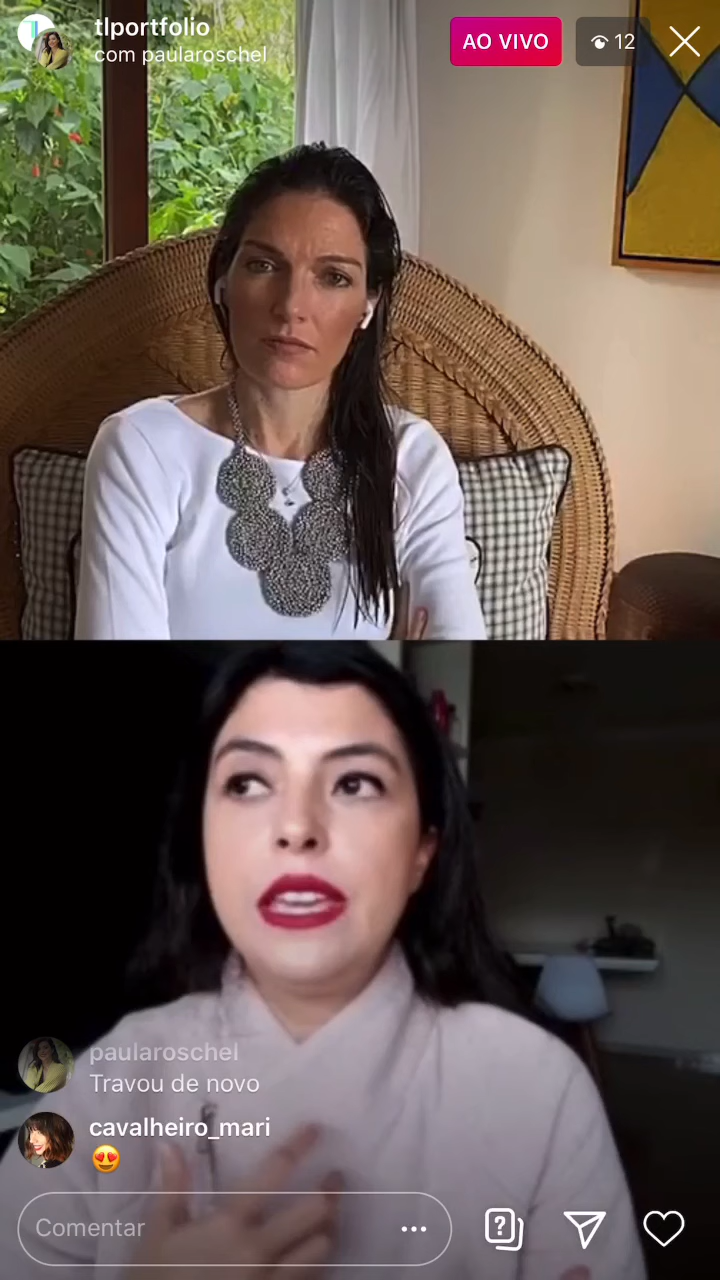 tlportfolio
com paularoschel
AO VIVO
12
paularoschel
Travou de novo
cavalheiro_mari
😍
Comentar